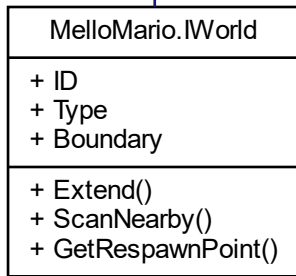 MelloMario.IWorld
+ ID
+ Type
+ Boundary
+ Extend()
+ ScanNearby()
+ GetRespawnPoint()